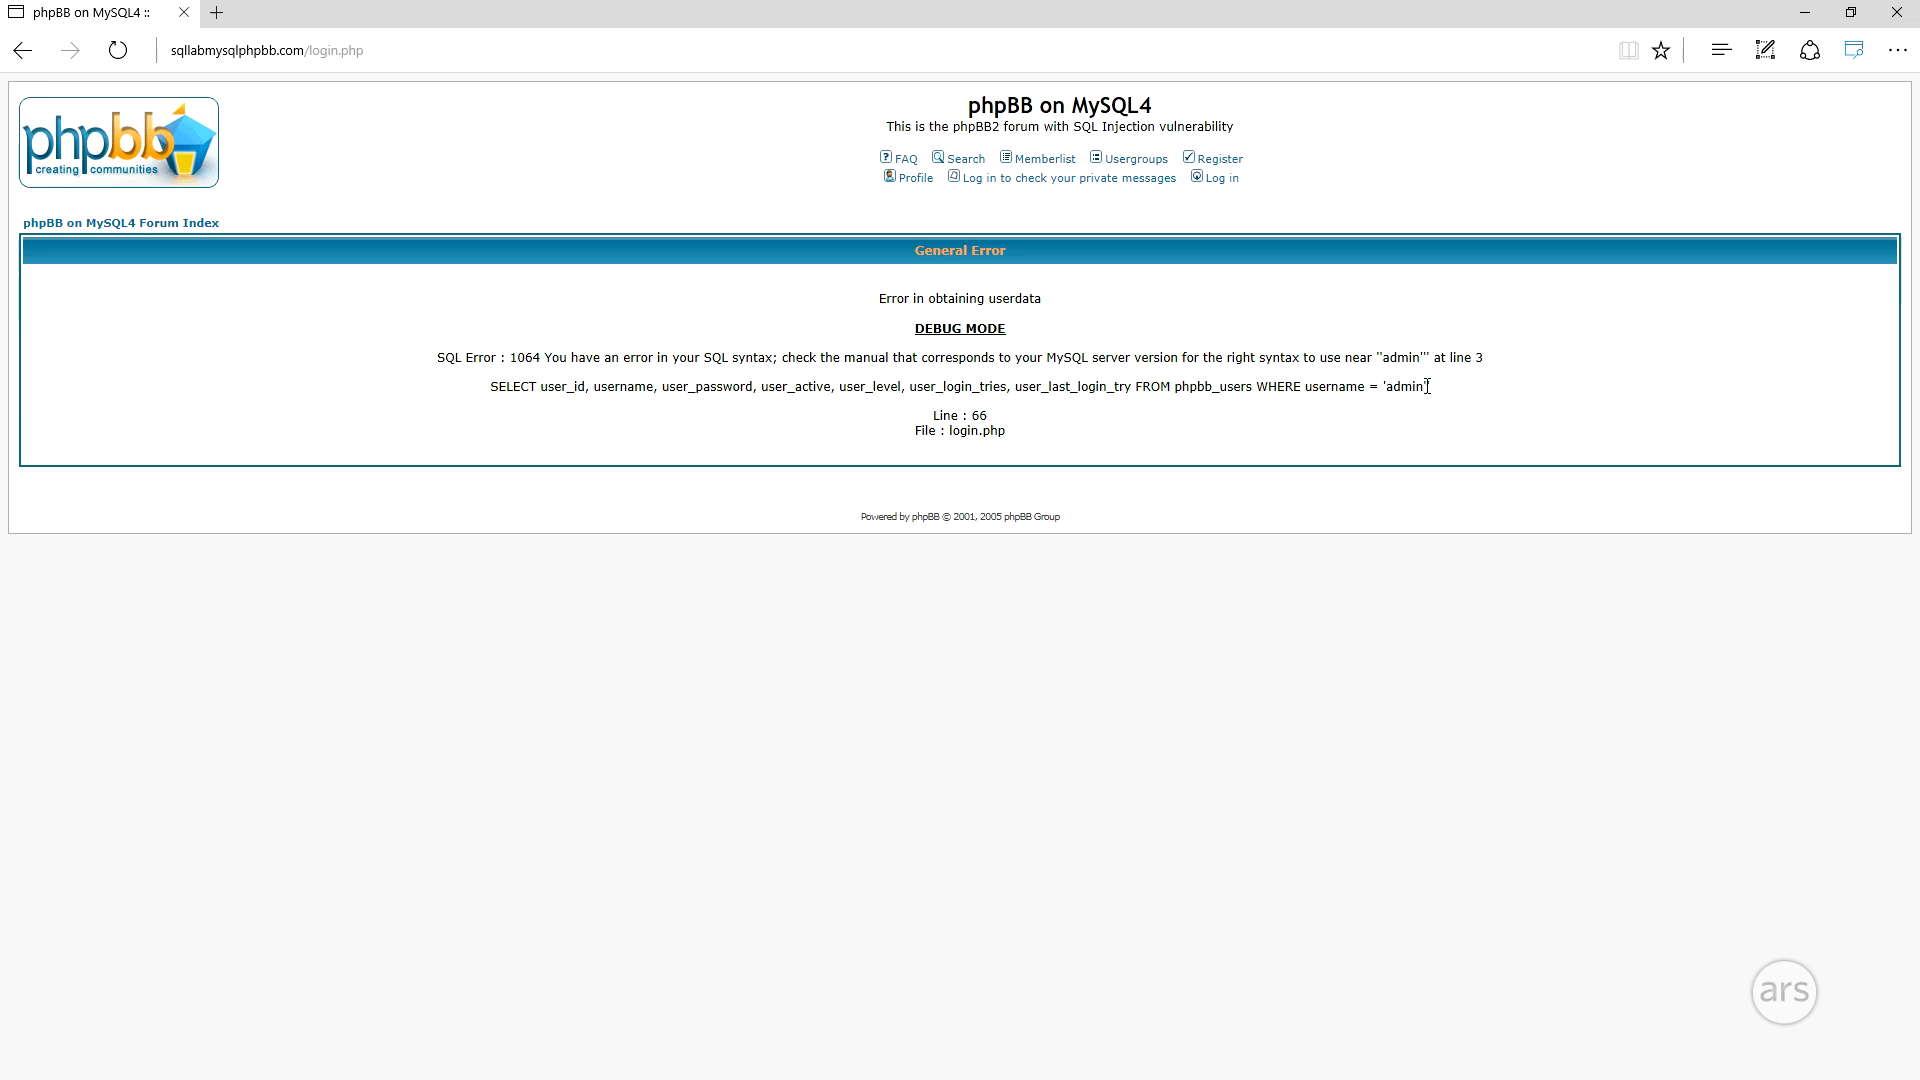 phpBB on MySQL4 ::
sqllabmysqlphpbb.com/login.php
phpbb
creating communities
phpBB on MySQL4
This is the phpBB2 forum with SQL Injection vulnerability
FAQ Search Memberlist Usergroups Register
Profile Log in to check your private messages Log in
phpBB on MySQL4 Forum Index
General Error
Error in obtaining userdata
DEBUG MODE
SQL Error : 1064 You have an error in your SQL syntax; check the manual that corresponds to your MySQL server version for the right syntax to use near ''admin''' at line 3
SELECT user_id, username, user_password, user_active, user_level, user_login_tries, user_last_login_try FROM phpbb_users WHERE username = 'admin''
Line : 66
File : login.php
Powered by phpBB © 2001, 2005 phpBB Group
ars